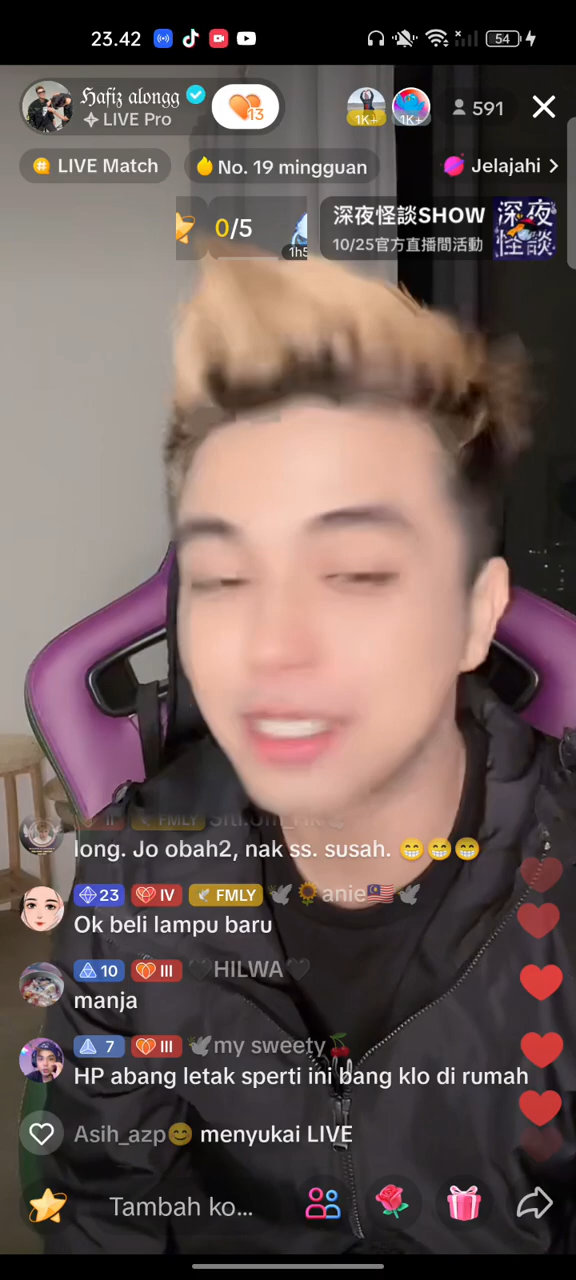 23.42
54
ℌafiz alongg
LIVE Pro
13
1K+
1K+
591
LIVE Match
No. 19 mingguan
Jelajahi
0/5
1h5
深夜怪談SHOW
10/25官方直播間活動
深夜
怪談
II FMLY
long. Jo obah2, nak ss. susah. 😁😁😁
23 IV FMLY 🕊🌻anie🇲🇾🕊
Ok beli lampu baru
10 III 🖤HILWA🖤
manja
7 III 🕊my sweety🍒
HP abang letak sperti ini bang klo di rumah
Asih_azp😊 menyukai LIVE
Tambah ko...